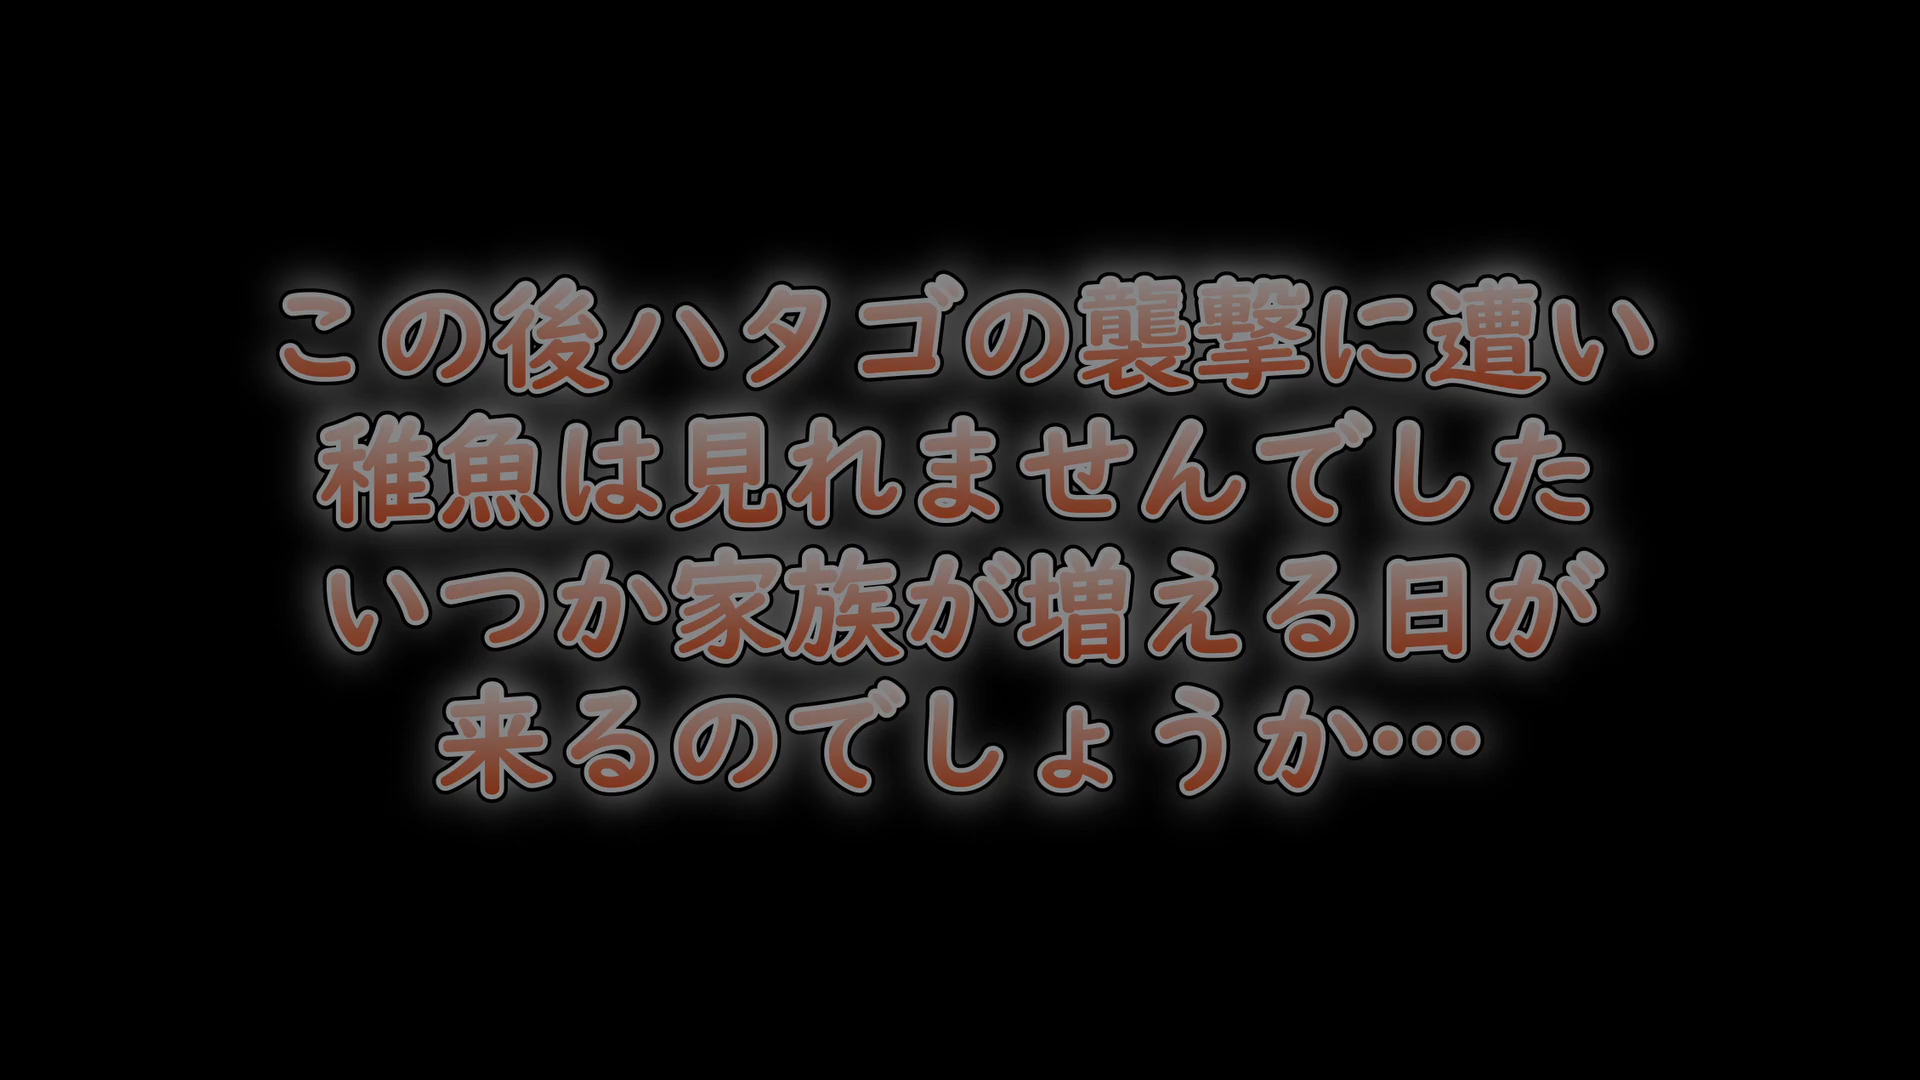 この後ハタゴの襲撃に遭い
稚魚は見れませんでした
いつか家族が増える日が
来るのでしょうか…